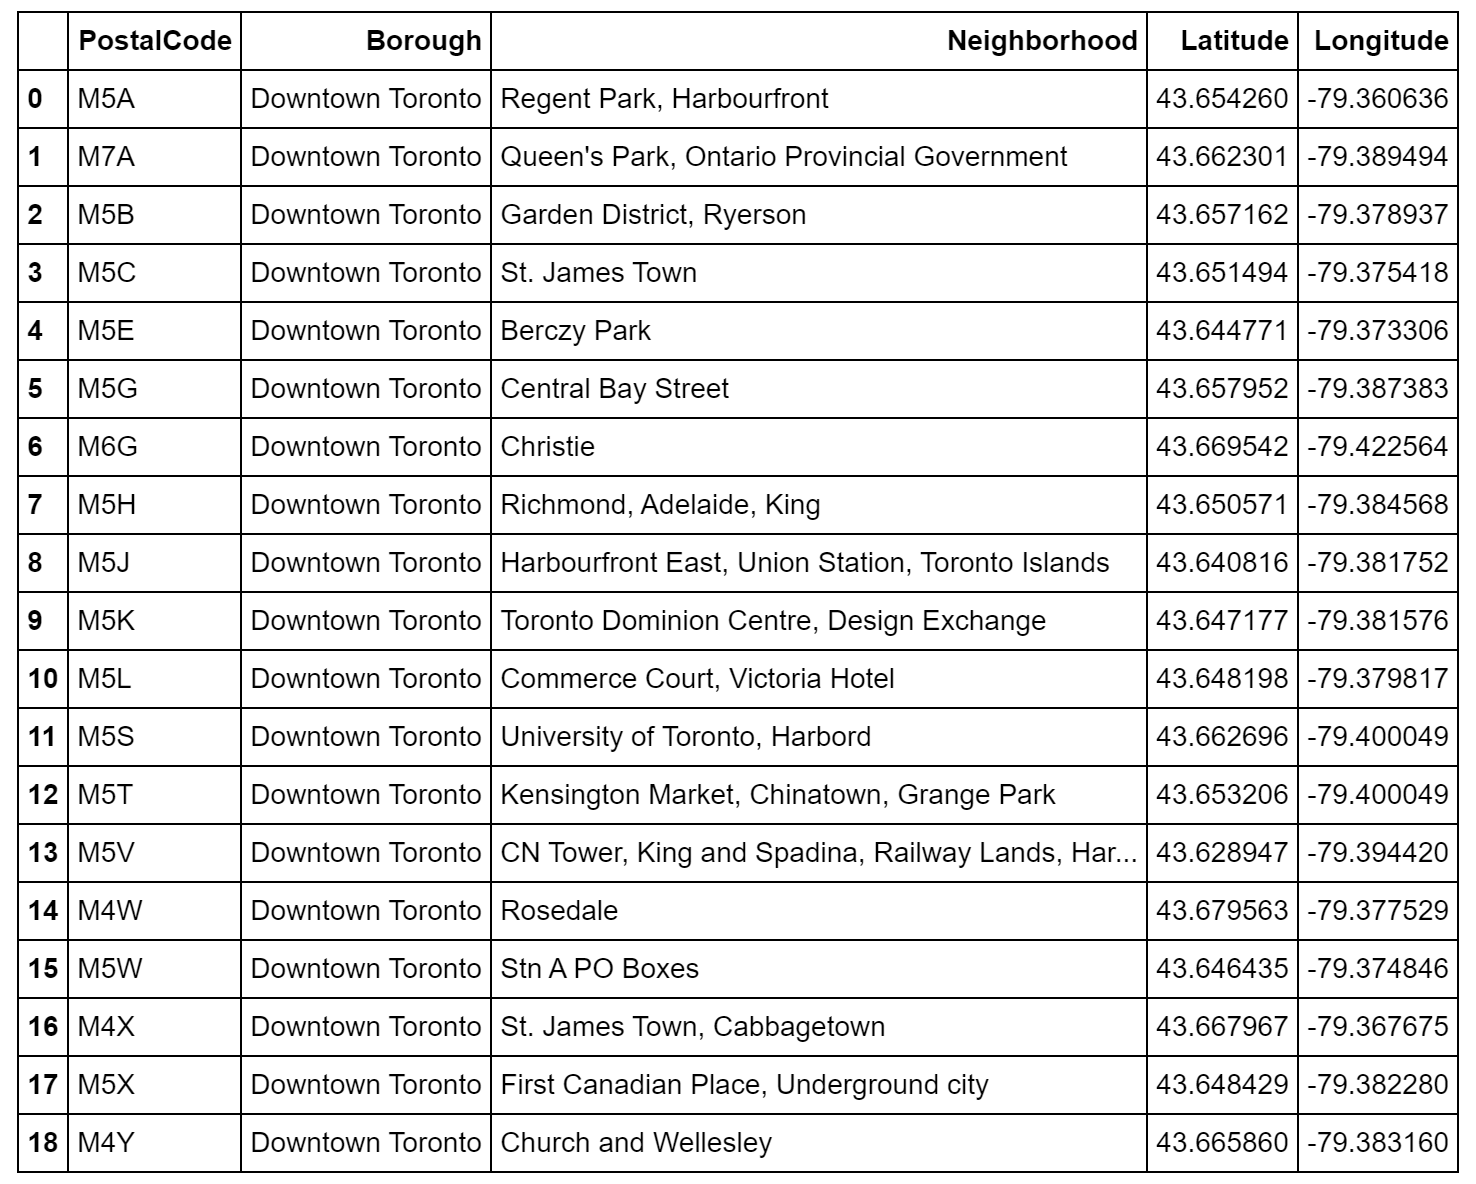 PostalCode Borough Neighborhood Latitude Longitude
0 M5A Downtown Toronto Regent Park, Harbourfront 43.654260 -79.360636
1 M7A Downtown Toronto Queen's Park, Ontario Provincial Government 43.662301 -79.389494
2 M5B Downtown Toronto Garden District, Ryerson 43.657162 -79.378937
3 M5C Downtown Toronto St. James Town 43.651494 -79.375418
4 M5E Downtown Toronto Berczy Park 43.644771 -79.373306
5 M5G Downtown Toronto Central Bay Street 43.657952 -79.387383
6 M6G Downtown Toronto Christie 43.669542 -79.422564
7 M5H Downtown Toronto Richmond, Adelaide, King 43.650571 -79.384568
8 M5J Downtown Toronto Harbourfront East, Union Station, Toronto Islands 43.640816 -79.381752
9 M5K Downtown Toronto Toronto Dominion Centre, Design Exchange 43.647177 -79.381576
10 M5L Downtown Toronto Commerce Court, Victoria Hotel 43.648198 -79.379817
11 M5S Downtown Toronto University of Toronto, Harbord 43.662696 -79.400049
12 M5T Downtown Toronto Kensington Market, Chinatown, Grange Park 43.653206 -79.400049
13 M5V Downtown Toronto CN Tower, King and Spadina, Railway Lands, Har... 43.628947 -79.394420
14 M4W Downtown Toronto Rosedale 43.679563 -79.377529
15 M5W Downtown Toronto Stn A PO Boxes 43.646435 -79.374846
16 M4X Downtown Toronto St. James Town, Cabbagetown 43.667967 -79.367675
17 M5X Downtown Toronto First Canadian Place, Underground city 43.648429 -79.382280
18 M4Y Downtown Toronto Church and Wellesley 43.665860 -79.383160